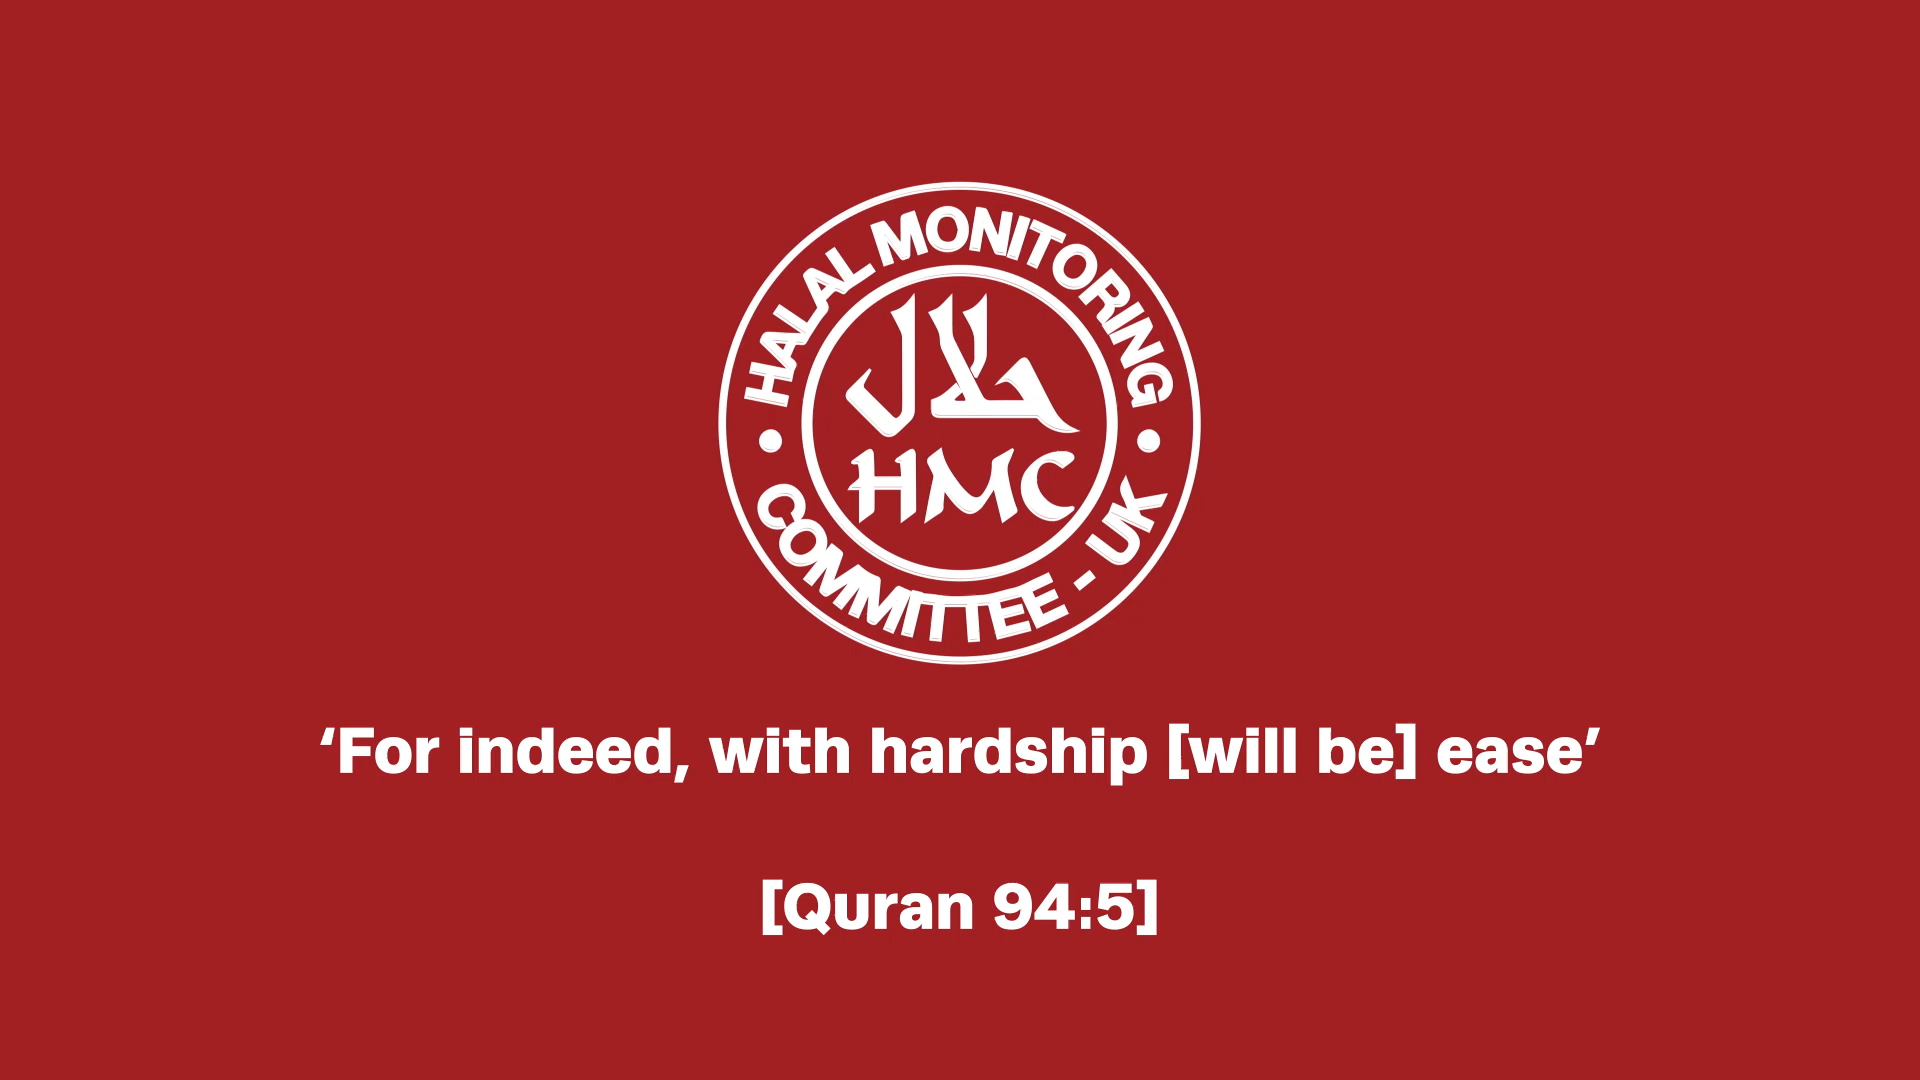 HALAL MONITORING
حلال
HMC
COMMITTEE - UK
‘For indeed, with hardship [will be] ease’
[Quran 94:5]